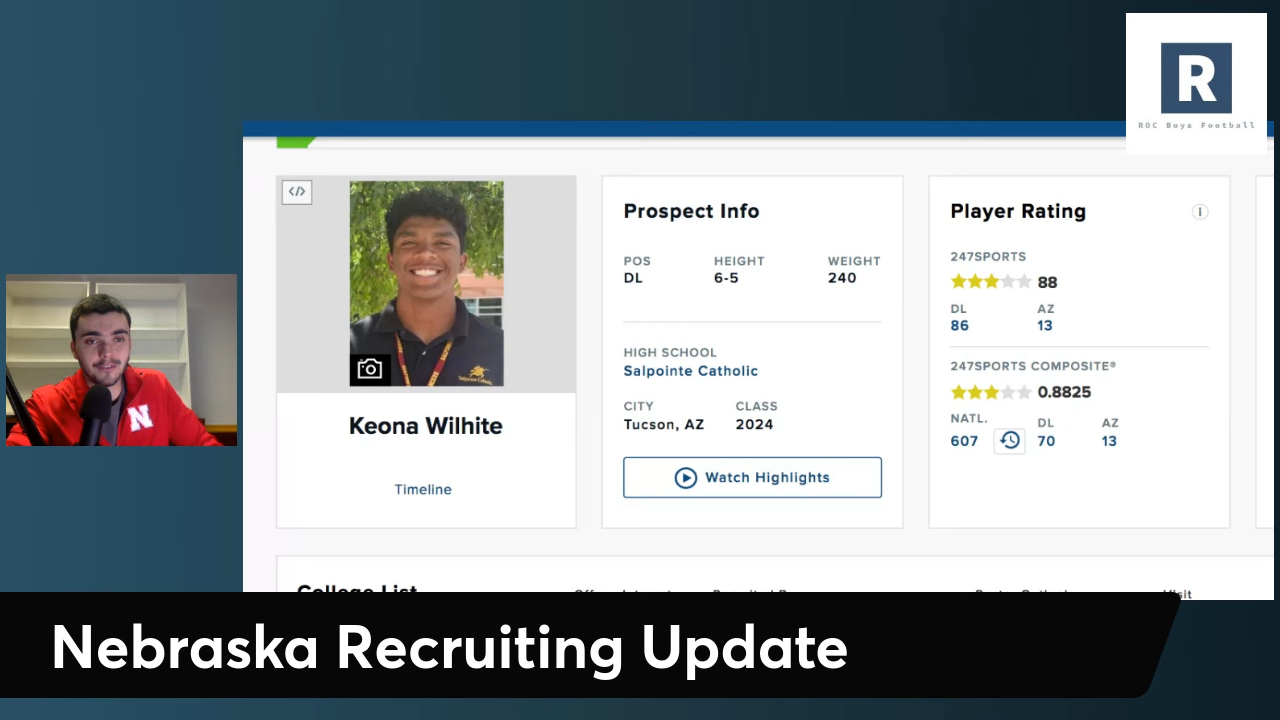 R
ROC Boys Football
</>
Keona Wilhite
Timeline
Prospect Info
POS HEIGHT WEIGHT
DL 6-5 240
HIGH SCHOOL
Salpointe Catholic
CITY CLASS
Tucson, AZ 2024
Watch Highlights
Player Rating
i
247SPORTS
88
DL AZ
86 13
247SPORTS COMPOSITE®
0.8825
NATL. DL AZ
607 70 13
College List
N
Nebraska Recruiting Update